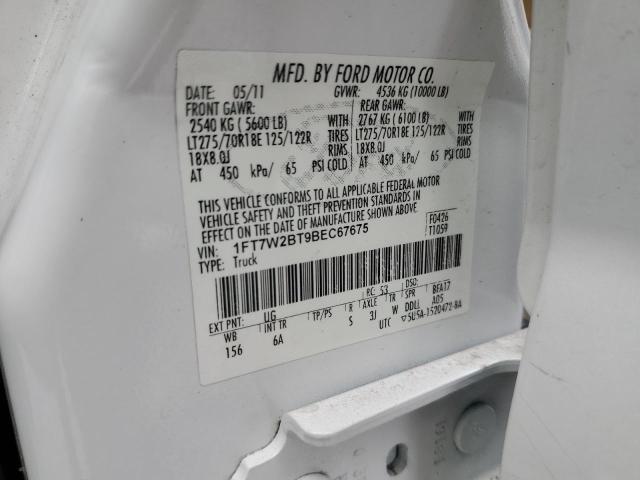 MFD. BY FORD MOTOR CO.
DATE: 05/11 GVWR: 4536 KG (10000 LB)
FRONT GAWR: REAR GAWR:
2540 KG ( 5600 LB) WITH 2767 KG ( 6100 LB) WITH
LT275/70R18E 125/122R TIRES LT275/70R18E 125/122R TIRES
18X8.0J RIMS 18X8.0J RIMS
AT 450 kPa/ 65 PSI COLD AT 450 kPa/ 65 PSI COLD
THIS VEHICLE CONFORMS TO ALL APPLICABLE FEDERAL MOTOR
VEHICLE SAFETY AND THEFT PREVENTION STANDARDS IN
EFFECT ON THE DATE OF MANUFACTURE SHOWN ABOVE.
VIN: 1FT7W2BT9BEC67675 F0426
TYPE: Truck T1059
EXT PNT: UG RC: 53 DSO:
WB INT TR TP/PS R AXLE TR SPR BFA17
156 6A S 3J W DDLL A05
UTC 5U5A-1520472-BA